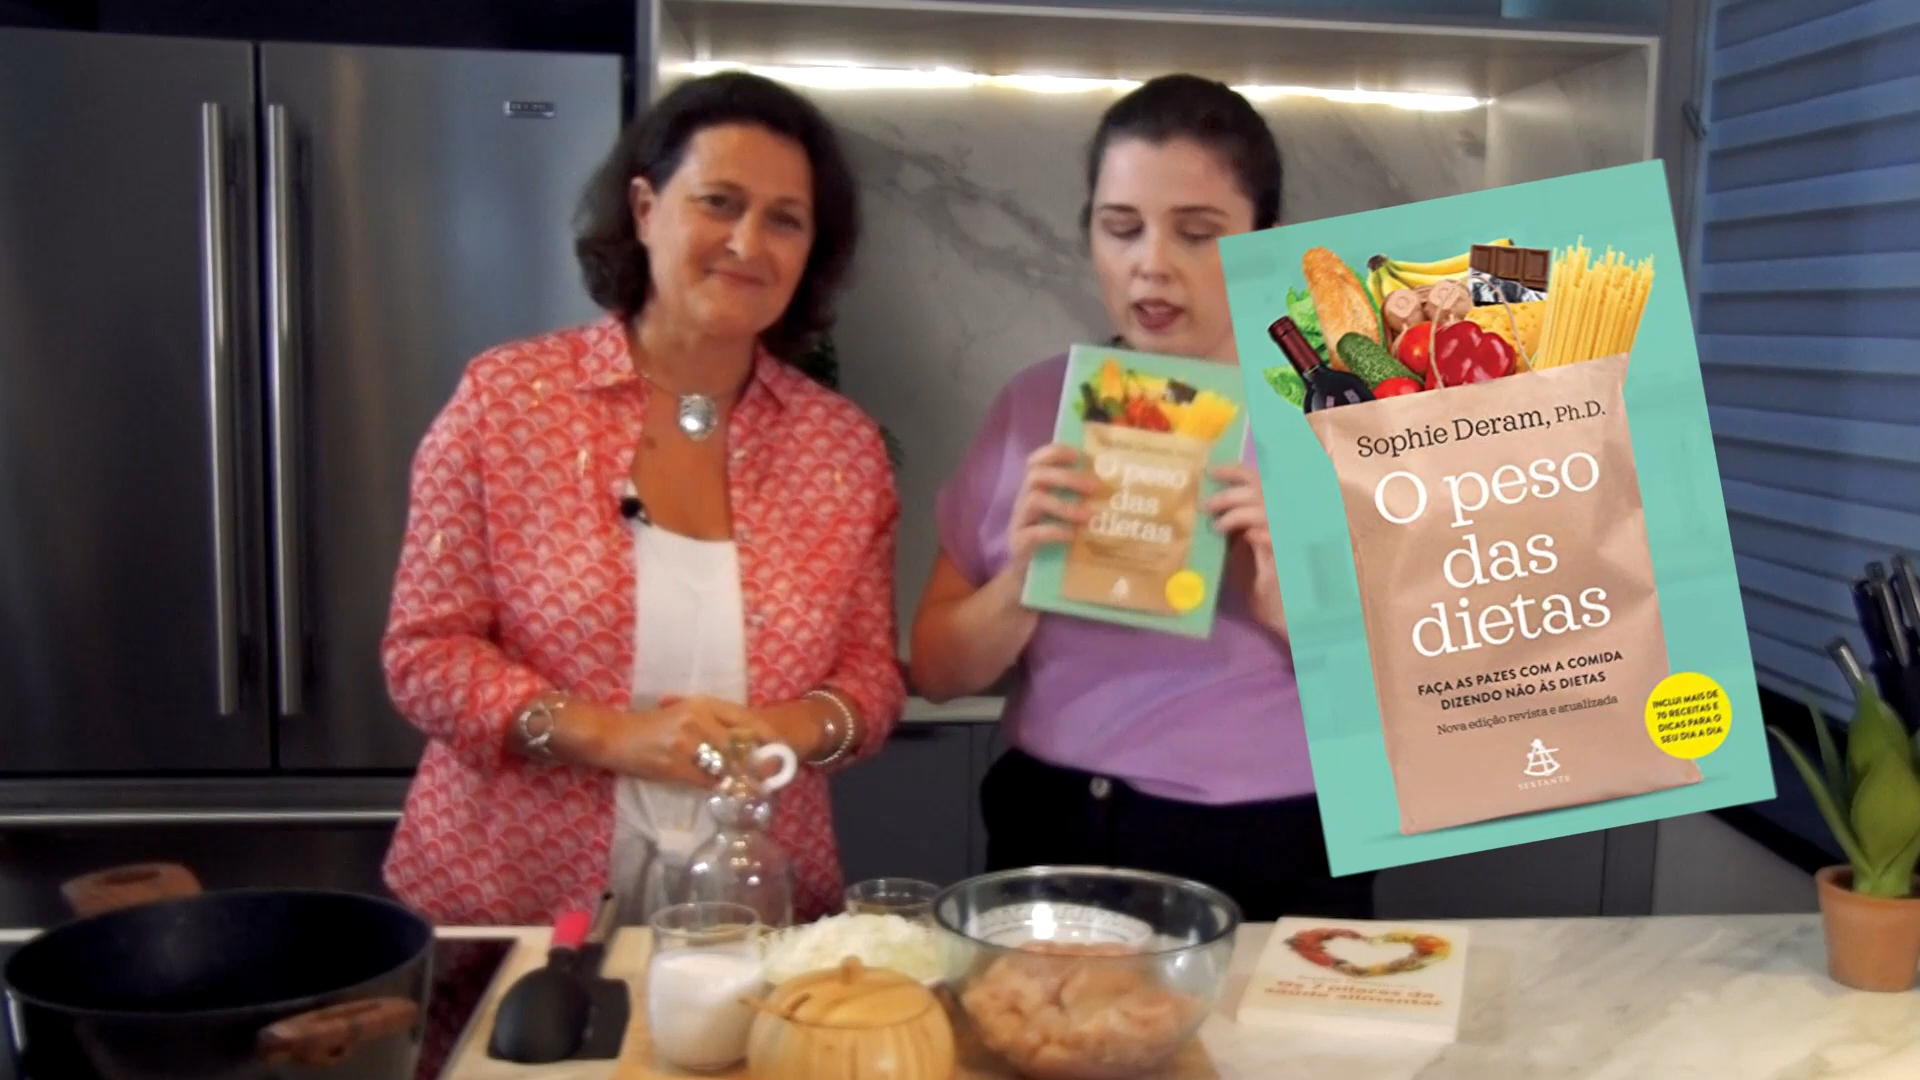 Sophie Deram, Ph.D.
O peso
das
dietas
FAÇA AS PAZES COM A COMIDA
DIZENDO NÃO ÀS DIETAS
Nova edição revista e atualizada
SEXTANTE
INCLUI MAIS DE
70 RECEITAS E
DICAS PARA O
SEU DIA A DIA
O peso
das
dietas
Os 7 pilares da
saúde alimentar